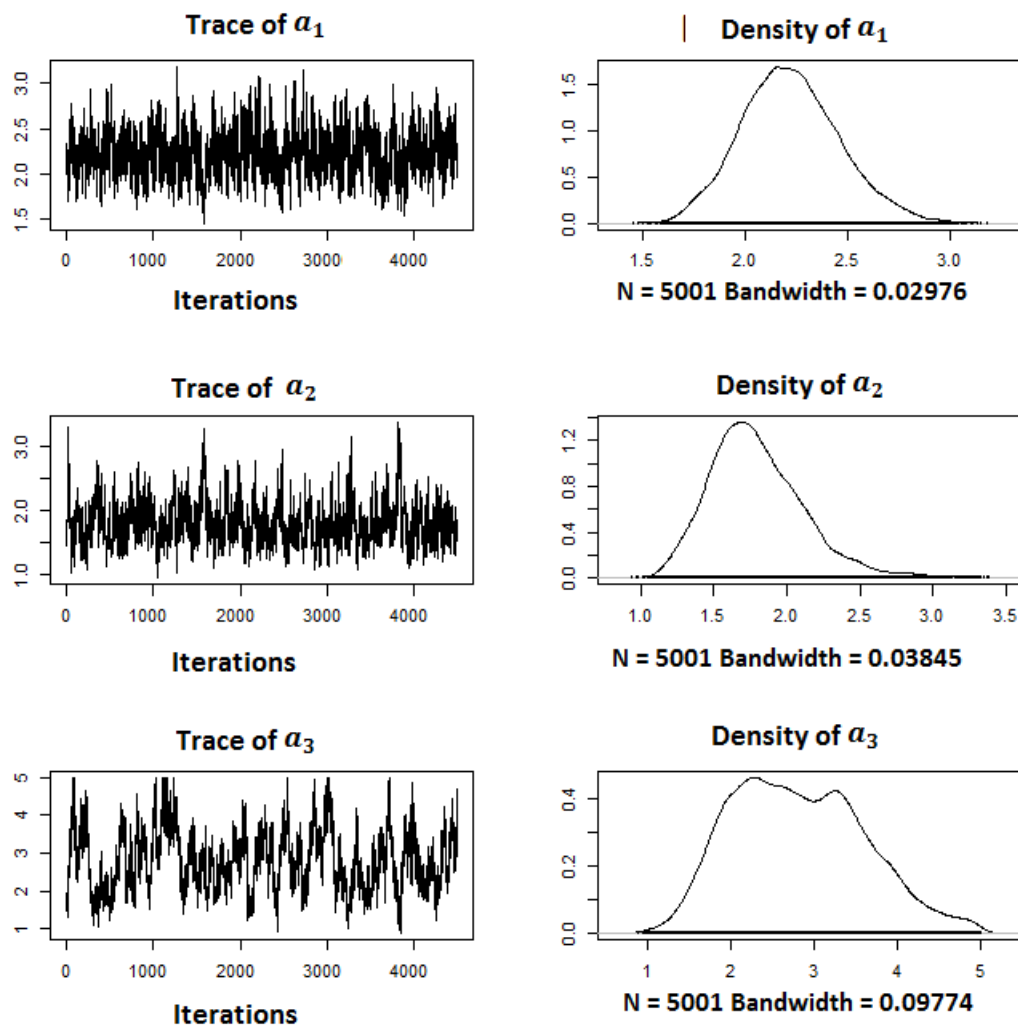 Trace of a₁
3.0
2.5
2.0
1.5
0 1000 2000 3000 4000
Iterations
| Density of a₁
1.5
1.0
0.5
0.0
1.5 2.0 2.5 3.0
N = 5001 Bandwidth = 0.02976
Trace of a₂
3.0
2.0
1.0
0 1000 2000 3000 4000
Iterations
Density of a₂
1.2
0.8
0.4
0.0
1.0 1.5 2.0 2.5 3.0 3.5
N = 5001 Bandwidth = 0.03845
Trace of a₃
5
4
3
2
1
0 1000 2000 3000 4000
Iterations
Density of a₃
0.4
0.2
0.0
1 2 3 4 5
N = 5001 Bandwidth = 0.09774